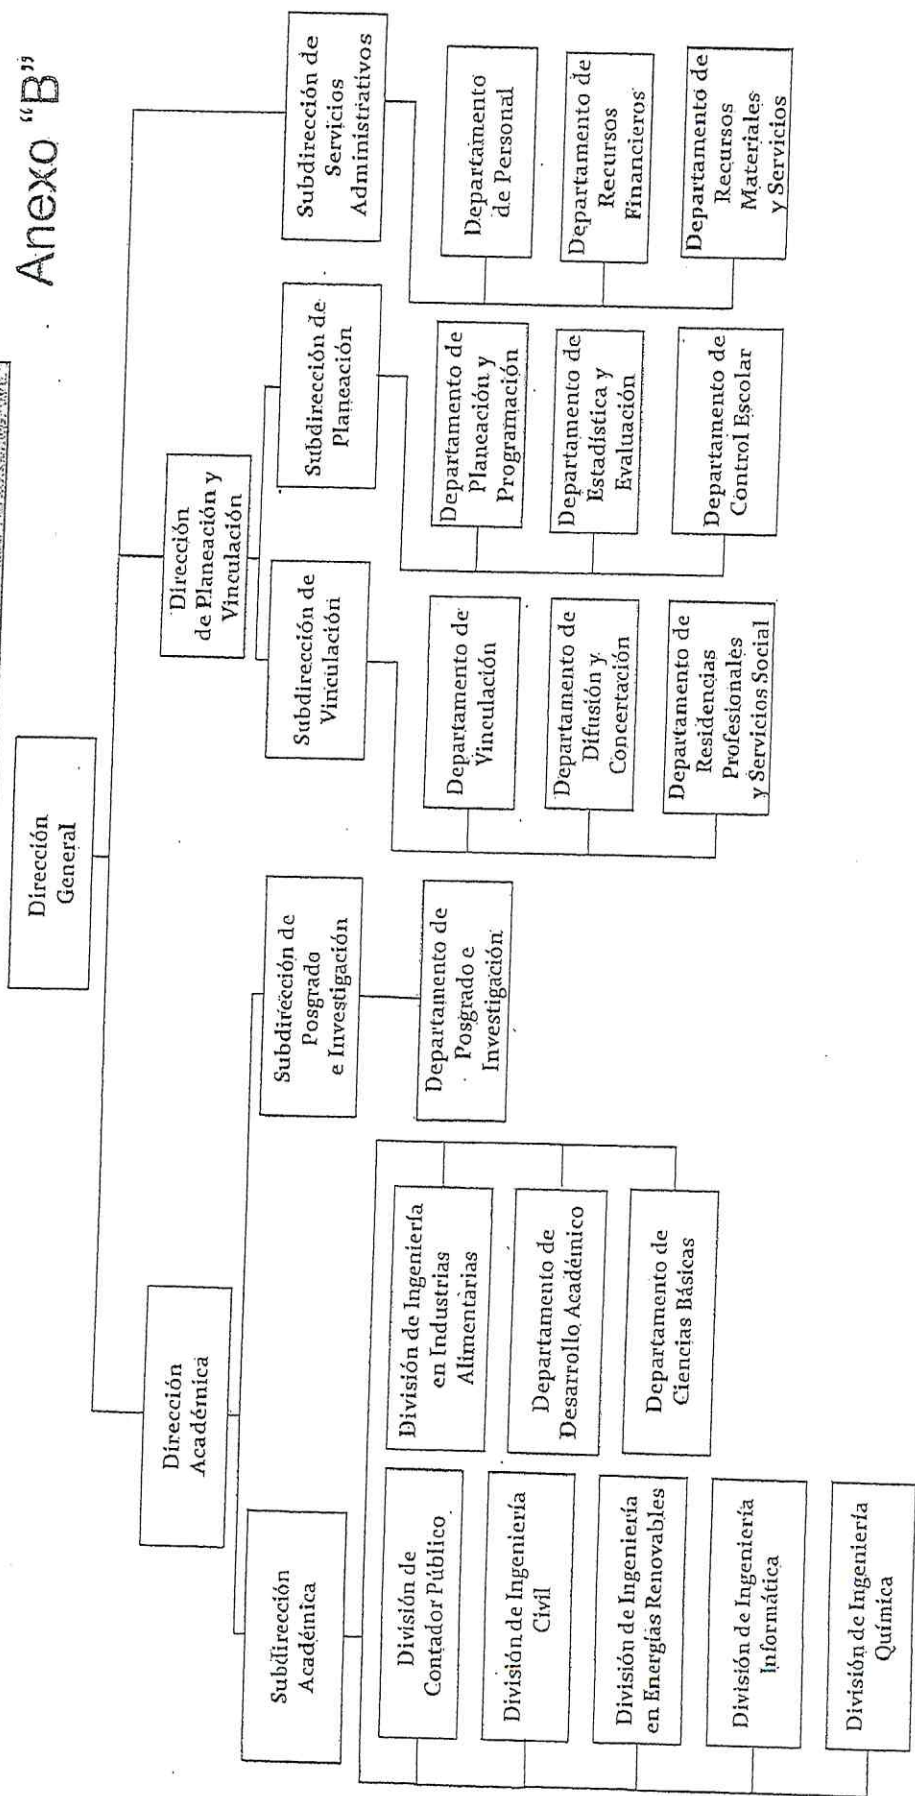 Anexo “B”
Dirección
General
Dirección
Académica
Dirección
de Planeación y
Vinculación
Subdirección
Académica
Subdirección de
Posgrado
e Investigación
Subdirección de
Vinculación
Subdirección de
Planeación
Subdirección de
Servicios
Administrativos
División de
Contador Público
División de Ingeniería
Civil
División de Ingeniería
en Energías Renovables
División de Ingeniería
Informática
División de Ingeniería
Química
División de Ingeniería
en Industrias
Alimentarias
Departamento de
Desarrollo Académico
Departamento de
Ciencias Básicas
Departamento de
Posgrado e
Investigación
Departamento de
Vinculación
Departamento de
Difusión y
Concertación
Departamento de
Residencias
Profesionales
y Servicios Social
Departamento de
Planeación y
Programación
Departamento de
Estadística y
Evaluación
Departamento de
Control Escolar
Departamento
de Personal
Departamento de
Recursos
Financieros
Departamento de
Recursos
Materiales
y Servicios